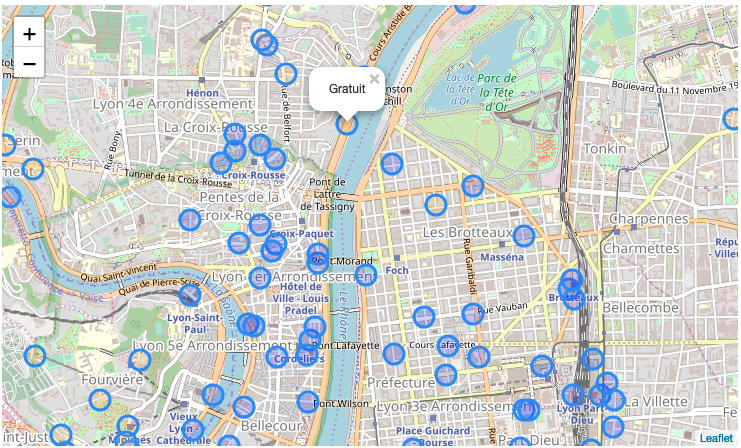 +
−
Cours Aristide B
Hénon
Gratuit
×
Lac de
la Tête
d'Or
Parc de
la Tête
d'Or
Boulevard du 11 Novembre 19
Lyon 4e Arrondissement
Rue de Belfort
La Croix-Rousse
Rue Bony
Tonkin
Croix-Rousse
Tunnel de la Croix-Rousse
Pont de
Lattre
de Tassigny
Pentes de la
Croix-Rousse
Charpennes
Croix-Paquet
Les Brotteaux
Charmettes
Masséna
Rue Garibaldi
Pont Morand
Foch
Quai Saint-Vincent
Quai de Pierre-Scize
Lyon 1er Arrondissement
Hôtel de
Ville - Louis
Pradel
Le Rhône
La Saône
Brotteaux
Bellecombe
Rue Vauban
Lyon-Saint-
Paul
Lyon 5e Arrondissement
Pont Lafayette
Cours Lafayette
Cordeliers
Fourvière
Préfecture
Pont Wilson
Lyon 3e Arrondissement
Lyon Part
Dieu
La Villette
Vieux
Lyon -
Cathédrale
Bellecour
Minimes
Place Guichard
Bourse
Part-Dieu
Leaflet